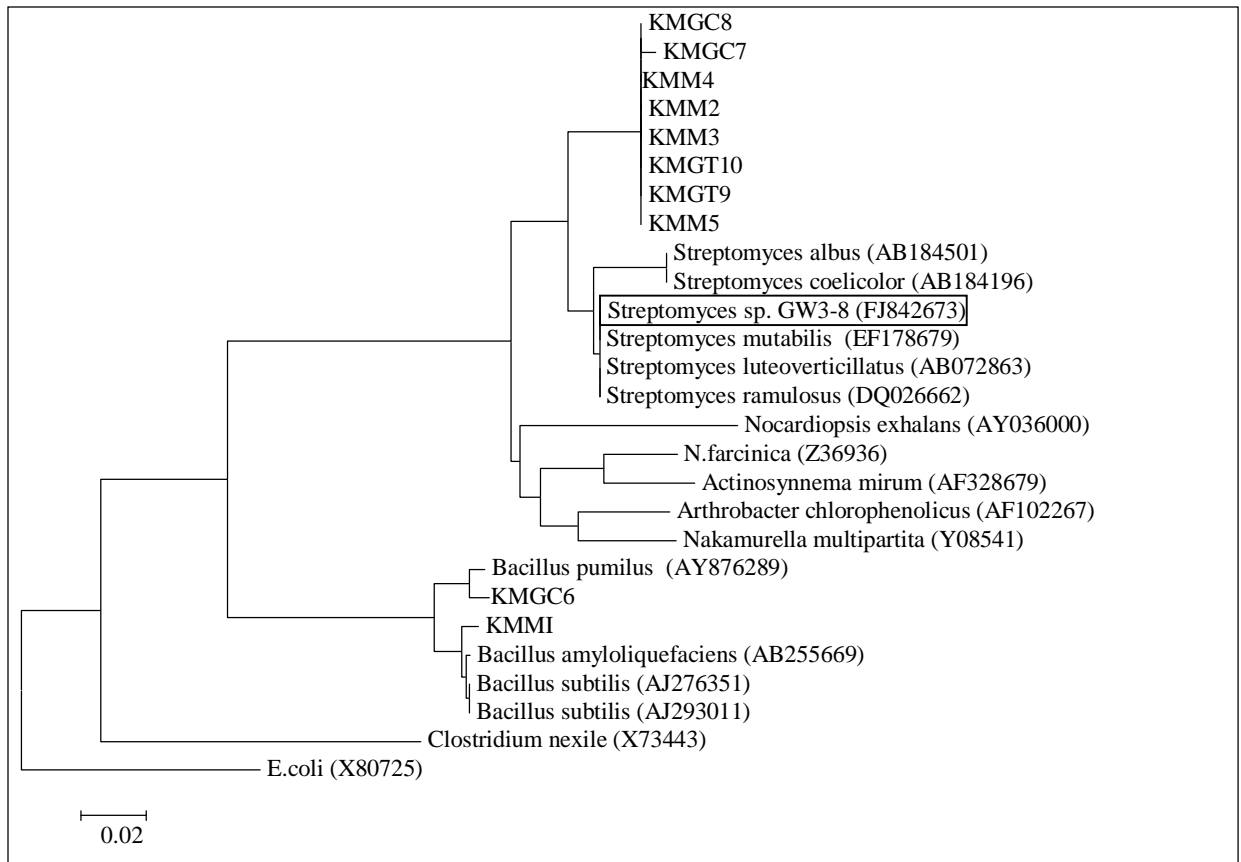 KMGC8
KMGC7
KMM4
KMM2
KMM3
KMGT10
KMGT9
KMM5
Streptomyces albus (AB184501)
Streptomyces coelicolor (AB184196)
Streptomyces sp. GW3-8 (FJ842673)
Streptomyces mutabilis (EF178679)
Streptomyces luteoverticillatus (AB072863)
Streptomyces ramulosus (DQ026662)
Nocardiopsis exhalans (AY036000)
N.farcinica (Z36936)
Actinosynnema mirum (AF328679)
Arthrobacter chlorophenolicus (AF102267)
Nakamurella multipartita (Y08541)
Bacillus pumilus (AY876289)
KMGC6
KMMI
Bacillus amyloliquefaciens (AB255669)
Bacillus subtilis (AJ276351)
Bacillus subtilis (AJ293011)
Clostridium nexile (X73443)
E.coli (X80725)
0.02